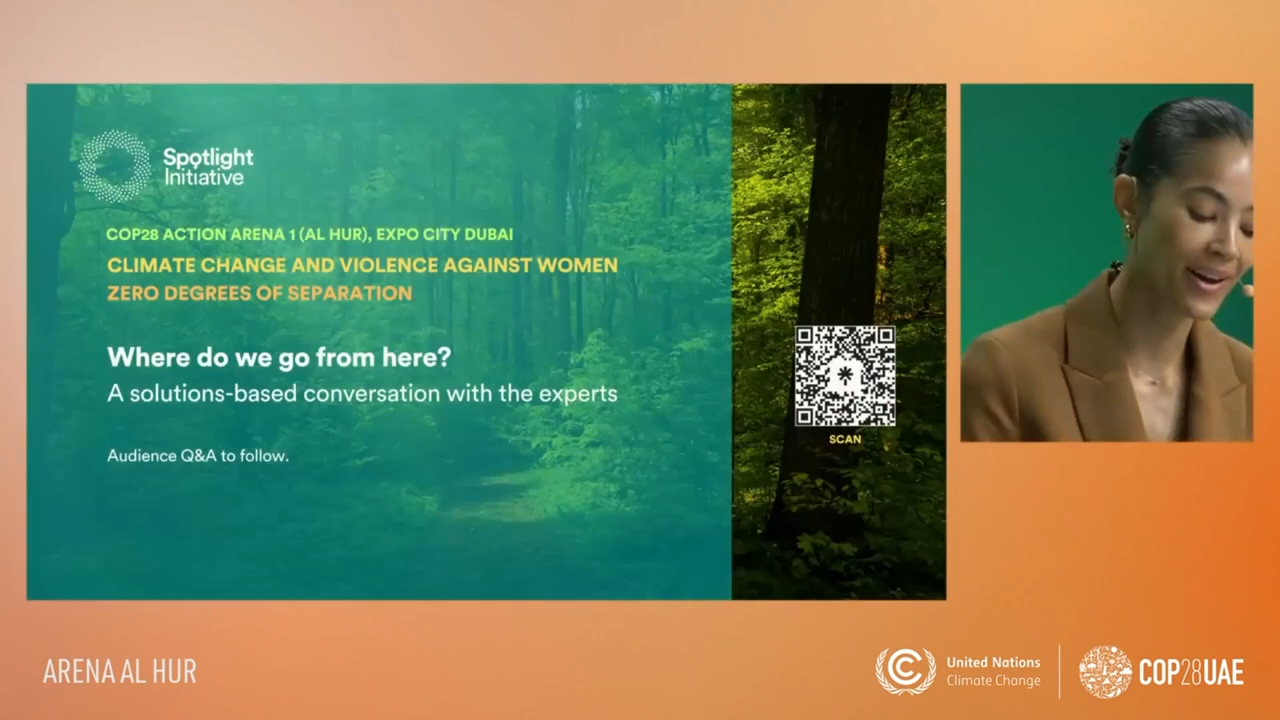 Spotlight
Initiative
COP28 ACTION ARENA 1 (AL HUR), EXPO CITY DUBAI
CLIMATE CHANGE AND VIOLENCE AGAINST WOMEN
ZERO DEGREES OF SEPARATION
Where do we go from here?
A solutions-based conversation with the experts
Audience Q&A to follow.
SCAN
ARENA AL HUR
United Nations
Climate Change
COP28UAE